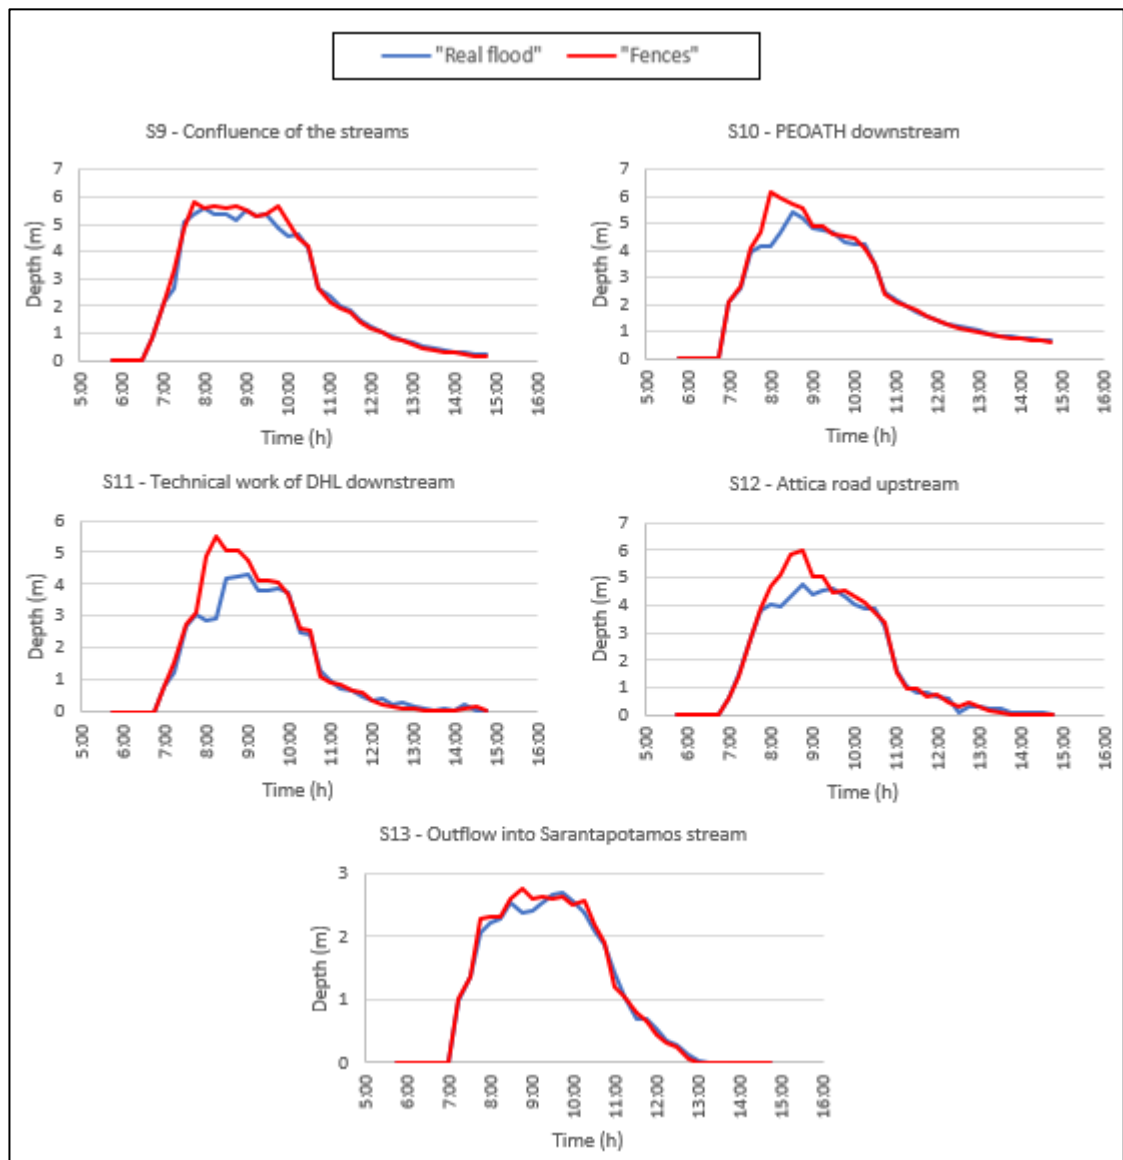 "Real flood" "Fences"
S9 - Confluence of the streams
7
6
5
4
3
2
1
0
Depth (m)
5:00 6:00 7:00 8:00 9:00 10:00 11:00 12:00 13:00 14:00 15:00 16:00
Time (h)
S10 - PEOATH downstream
7
6
5
4
3
2
1
0
Depth (m)
5:00 6:00 7:00 8:00 9:00 10:00 11:00 12:00 13:00 14:00 15:00 16:00
Time (h)
S11 - Technical work of DHL downstream
6
5
4
3
2
1
0
Depth (m)
5:00 6:00 7:00 8:00 9:00 10:00 11:00 12:00 13:00 14:00 15:00 16:00
Time (h)
S12 - Attica road upstream
7
6
5
4
3
2
1
0
Depth (m)
5:00 6:00 7:00 8:00 9:00 10:00 11:00 12:00 13:00 14:00 15:00 16:00
Time (h)
S13 - Outflow into Sarantapotamos stream
3
2
1
0
Depth (m)
5:00 6:00 7:00 8:00 9:00 10:00 11:00 12:00 13:00 14:00 15:00 16:00
Time (h)